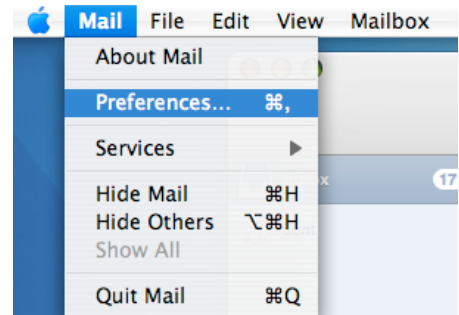 Mail File Edit View Mailbox
About Mail
Preferences... ⌘,
Services ▶
17
Hide Mail ⌘H
Hide Others ⌥⌘H
Show All
Quit Mail ⌘Q